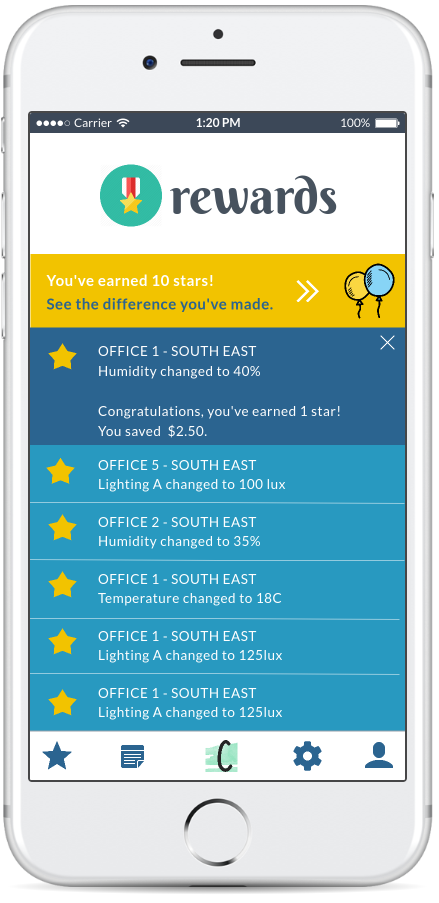 Carrier 1:20 PM 100%
rewards
You've earned 10 stars!
See the difference you've made.
OFFICE 1 - SOUTH EAST
Humidity changed to 40%
Congratulations, you've earned 1 star!
You saved $2.50.
OFFICE 5 - SOUTH EAST
Lighting A changed to 100 lux
OFFICE 2 - SOUTH EAST
Humidity changed to 35%
OFFICE 1 - SOUTH EAST
Temperature changed to 18C
OFFICE 1 - SOUTH EAST
Lighting A changed to 125lux
OFFICE 1 - SOUTH EAST
Lighting A changed to 125lux
C